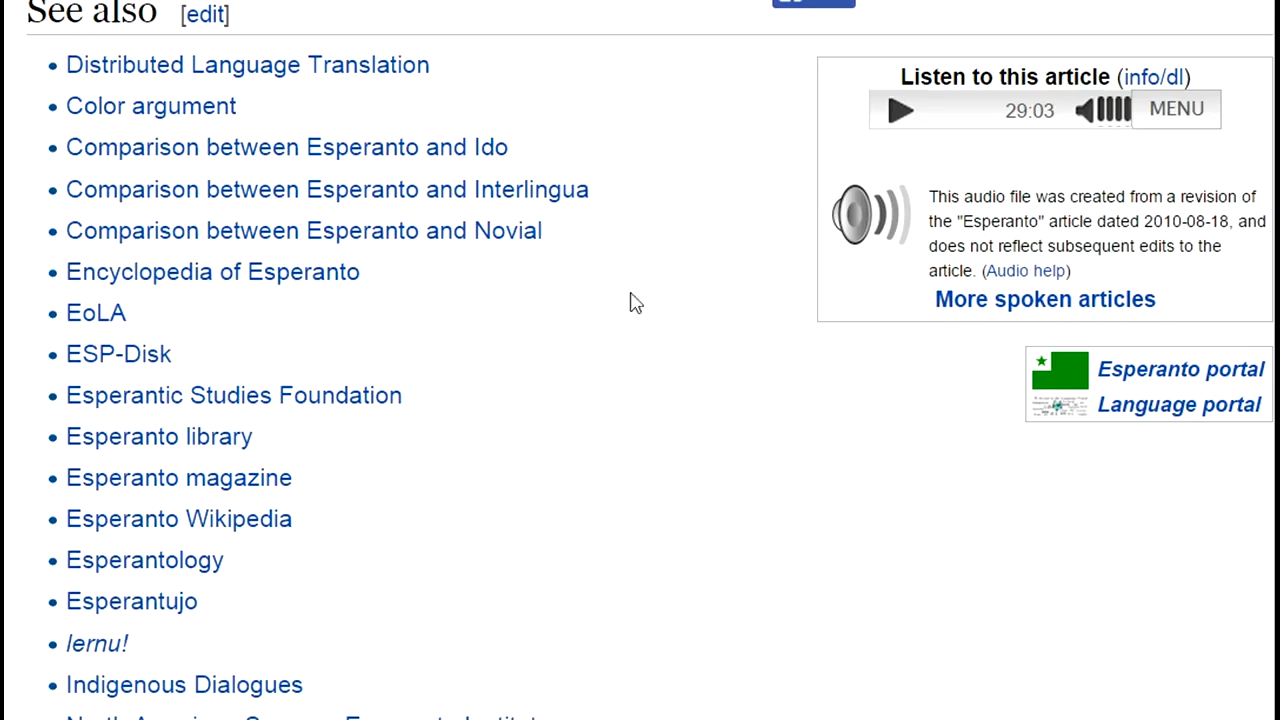 See also [edit]
Distributed Language Translation
Color argument
Comparison between Esperanto and Ido
Comparison between Esperanto and Interlingua
Comparison between Esperanto and Novial
Encyclopedia of Esperanto
EoLA
ESP-Disk
Esperantic Studies Foundation
Esperanto library
Esperanto magazine
Esperanto Wikipedia
Esperantology
Esperantujo
lernu!
Indigenous Dialogues
Listen to this article (info/dl)
29:03 MENU
This audio file was created from a revision of
the "Esperanto" article dated 2010-08-18, and
does not reflect subsequent edits to the
article. (Audio help)
More spoken articles
Esperanto portal
Language portal